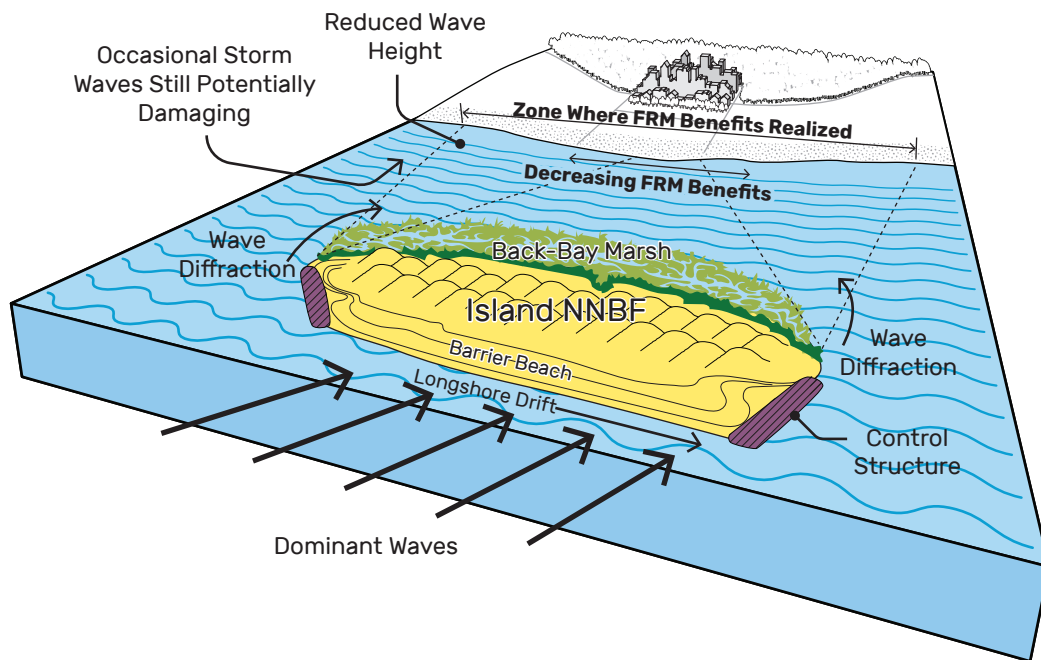 Reduced Wave
Height
Occasional Storm
Waves Still Potentially
Damaging
Zone Where FRM Benefits Realized
Decreasing FRM Benefits
Wave
Diffraction
Back-Bay Marsh
Island NNBF
Wave
Diffraction
Barrier Beach
Longshore Drift
Control
Structure
Dominant Waves